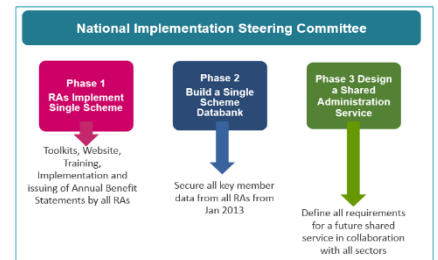 National Implementation Steering Committee
Phase 1
RAs Implement
Single Scheme
Toolkits, Website,
Training,
Implementation and
issuing of Annual Benefit
Statements by all RAs
Phase 2
Build a Single
Scheme
Databank
Secure all key member
data from all RAs from
Jan 2013
Phase 3 Design
a Shared
Administration
Service
Define all requirements
for a future shared
service in collaboration
with all sectors